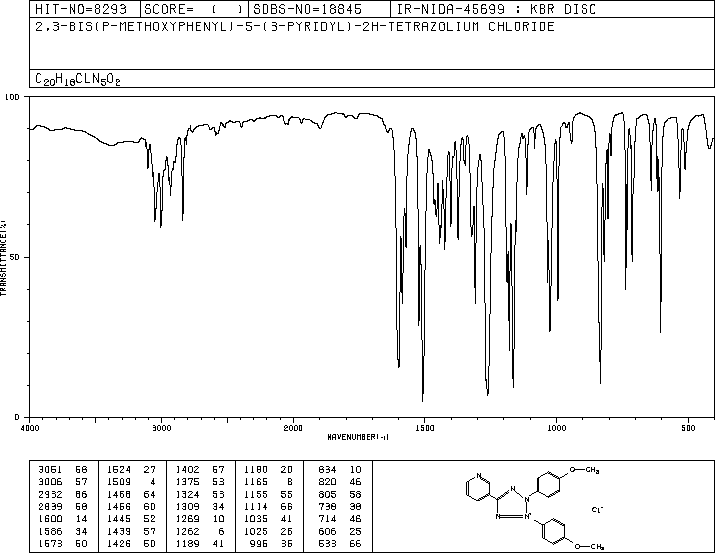 HIT-NO=8293 SCORE= ( ) SDBS-NO=18845 IR-NIDA-45699 : KBR DISC
2,3-BIS(P-METHOXYPHENYL)-5-(3-PYRIDYL)-2H-TETRAZOLIUM CHLORIDE
C20H18CLN5O2
100
TRANSMITTANCE(%)
50
0
4000 3000 2000 1500 1000 500
WAVENUMBER(-1)
3051 58 1524 27 1402 57 1180 20 834 10
3006 57 1509 4 1375 53 1165 8 820 46
2932 66 1468 64 1324 53 1155 55 805 58
2839 60 1456 60 1309 34 1114 66 738 38
1600 14 1445 52 1269 10 1035 41 714 46
1586 34 1439 57 1262 6 1025 26 606 25
1573 50 1426 50 1189 41 996 35 533 66
N
O-CH3
N
N
N
N+
Cl-
O-CH3